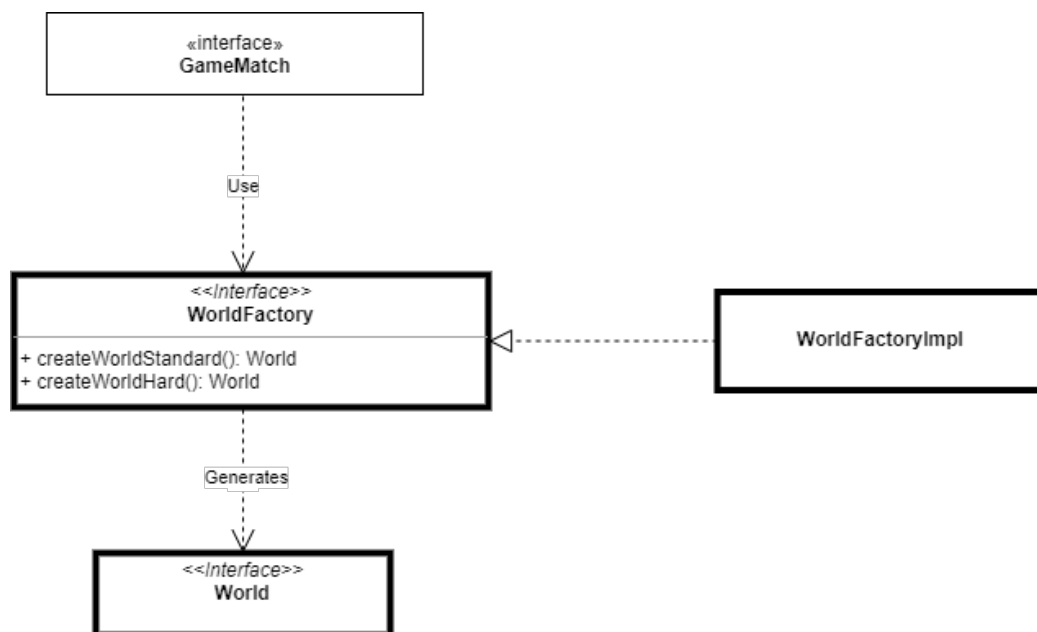 «interface»
GameMatch
Use
<<Interface>>
WorldFactory
+ createWorldStandard(): World
+ createWorldHard(): World
WorldFactoryImpl
Generates
<<Interface>>
World